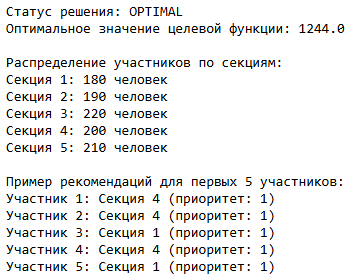 Статус решения: OPTIMAL
Оптимальное значение целевой функции: 1244.0
Распределение участников по секциям:
Секция 1: 180 человек
Секция 2: 190 человек
Секция 3: 220 человек
Секция 4: 200 человек
Секция 5: 210 человек
Пример рекомендаций для первых 5 участников:
Участник 1: Секция 4 (приоритет: 1)
Участник 2: Секция 4 (приоритет: 1)
Участник 3: Секция 1 (приоритет: 1)
Участник 4: Секция 4 (приоритет: 1)
Участник 5: Секция 1 (приоритет: 1)